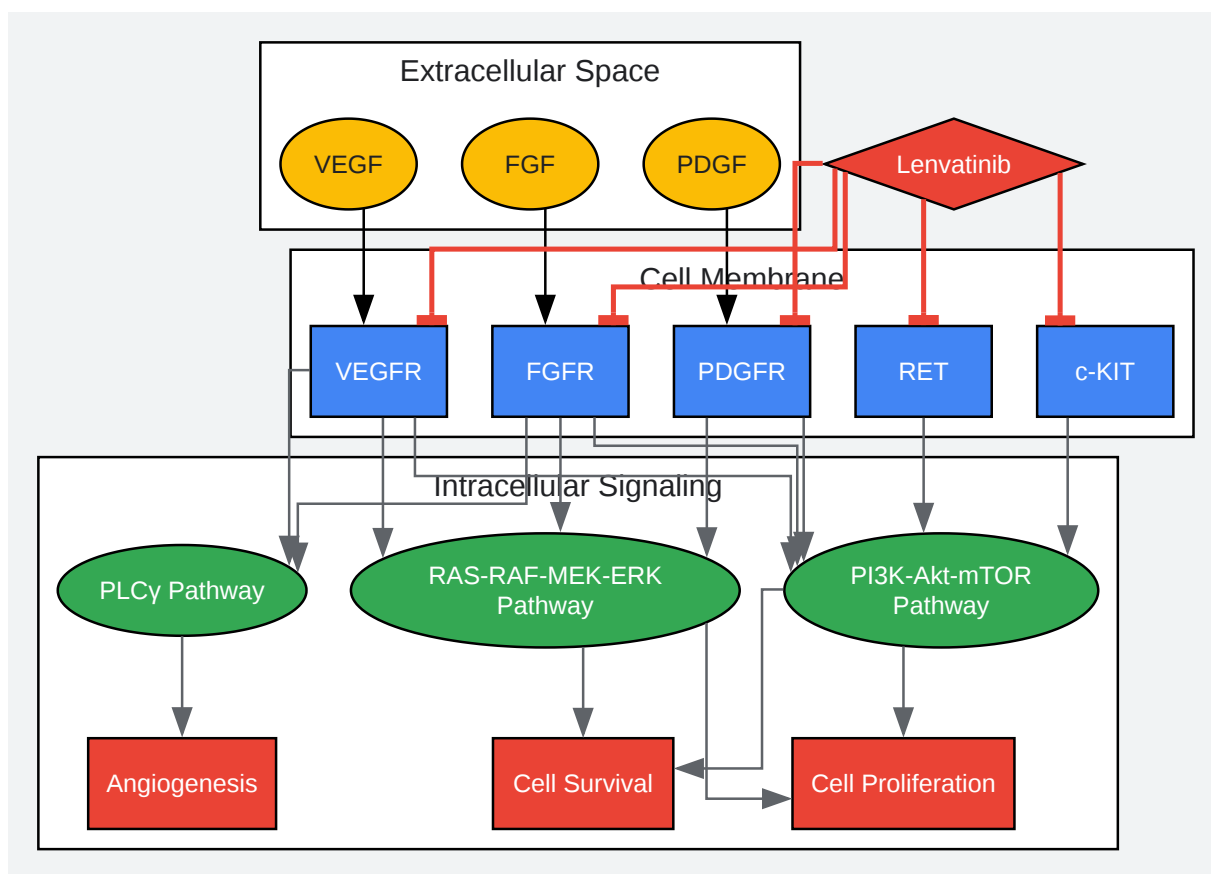 Extracellular Space
VEGF
FGF
PDGF
Lenvatinib
Cell Membrane
VEGFR
FGFR
PDGFR
RET
c-KIT
Intracellular Signaling
PLCγ Pathway
RAS-RAF-MEK-ERK
Pathway
PI3K-Akt-mTOR
Pathway
Angiogenesis
Cell Survival
Cell Proliferation